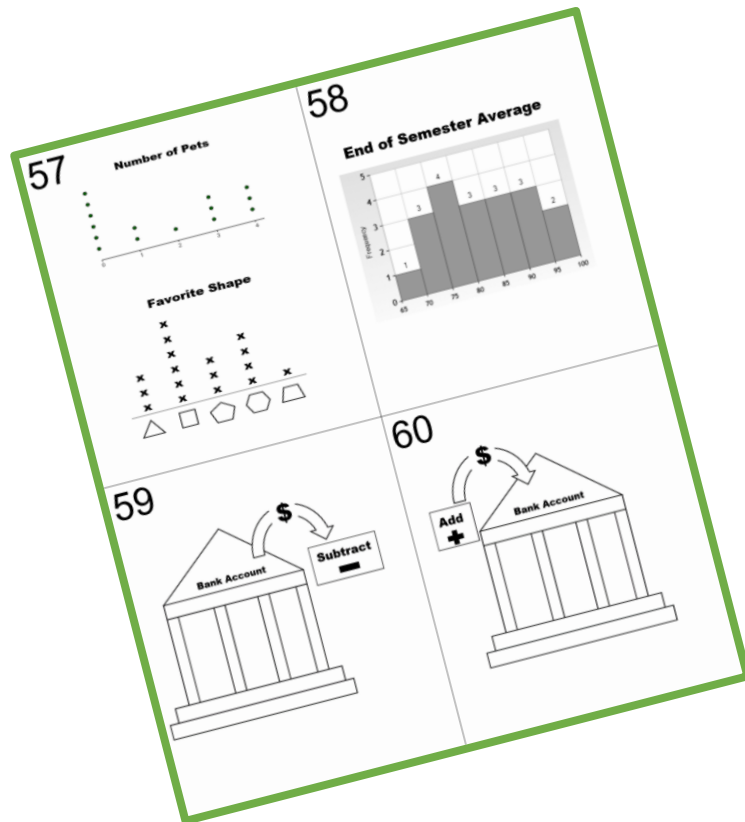 57
Number of Pets
0 1 2 3 4
Favorite Shape
58
End of Semester Average
Frequency
5
4
3
2
1
0
1 3 4 3 3 3 2
65 70 75 80 85 90 95 100
59
$
Subtract
Bank Account
60
$
Add
Bank Account